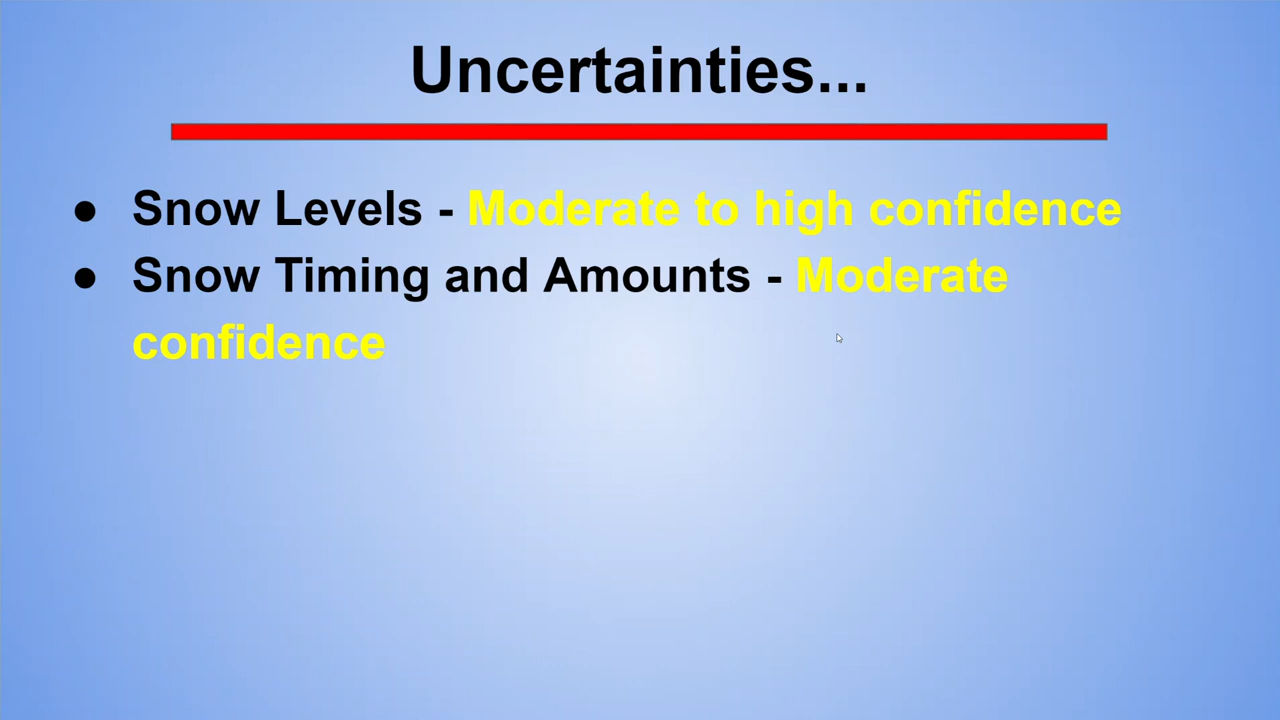 Uncertainties...
● Snow Levels - Moderate to high confidence
● Snow Timing and Amounts - Moderate
confidence